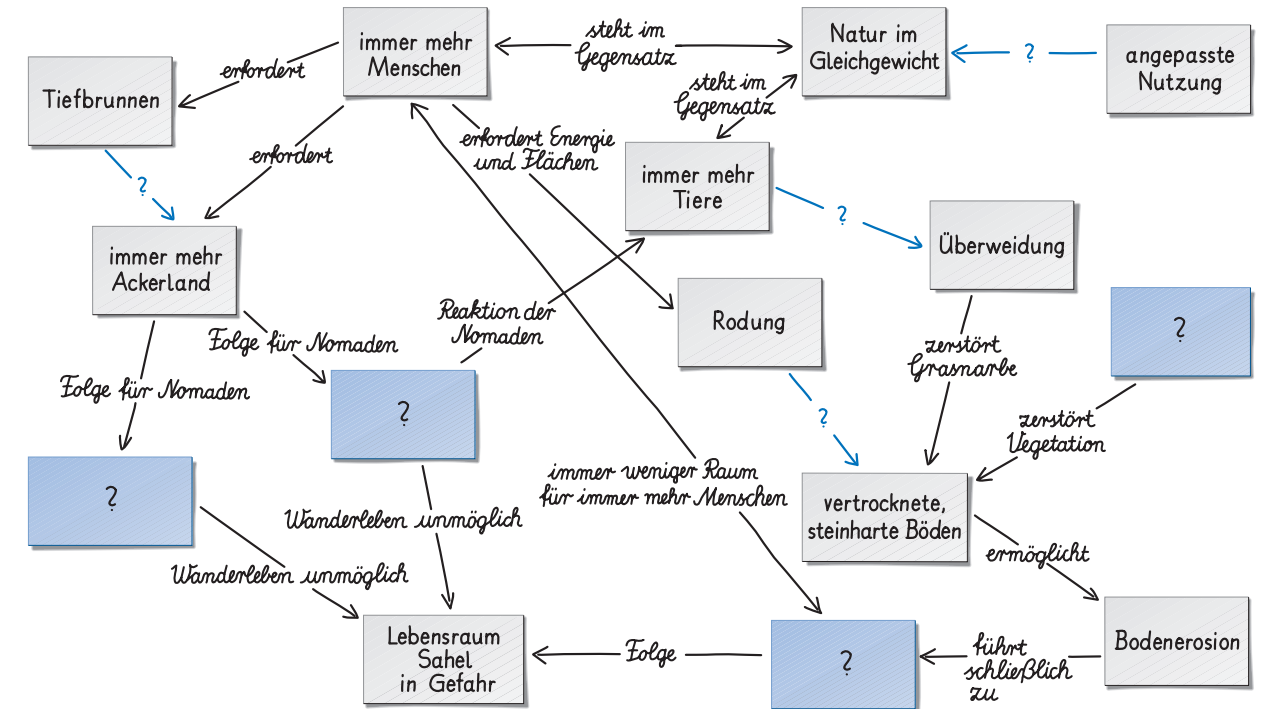 immer mehr
Menschen
steht im
Gegensatz
Natur im
Gleichgewicht
?
angepasste
Nutzung
erfordert
Tiefbrunnen
steht im
Gegensatz
erfordert
erfordert Energie
und Flächen
immer mehr
Tiere
?
?
Überweidung
immer mehr
Ackerland
Reaktion der
Nomaden
Rodung
?
Folge für Nomaden
zerstört
Grasnarbe
Folge für Nomaden
?
?
zerstört
Vegetation
?
immer weniger Raum
für immer mehr Menschen
vertrocknete,
steinharte Böden
Wanderleben unmöglich
ermöglicht
Wanderleben unmöglich
Lebensraum
Sahel
in Gefahr
Folge
?
führt
schließlich
zu
Bodenerosion